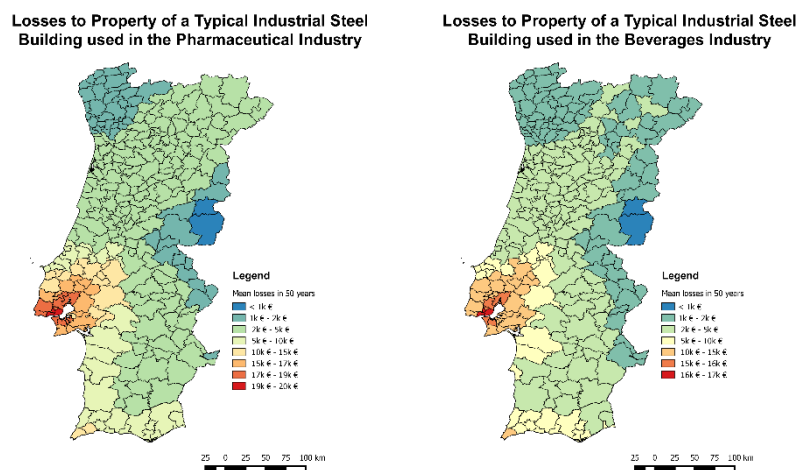 Losses to Property of a Typical Industrial Steel
Building used in the Pharmaceutical Industry
Legend
Mean losses in 50 years
< 1k €
1k € - 2k €
2k € - 5k €
5k € - 10k €
10k € - 15k €
15k € - 17k €
17k € - 19k €
19k € - 20k €
25 0 25 50 75 100 km
Losses to Property of a Typical Industrial Steel
Building used in the Beverages Industry
Legend
Mean losses in 50 years
< 1k €
1k € - 2k €
2k € - 5k €
5k € - 10k €
10k € - 15k €
15k € - 16k €
16k € - 17k €
25 0 25 50 75 100 km